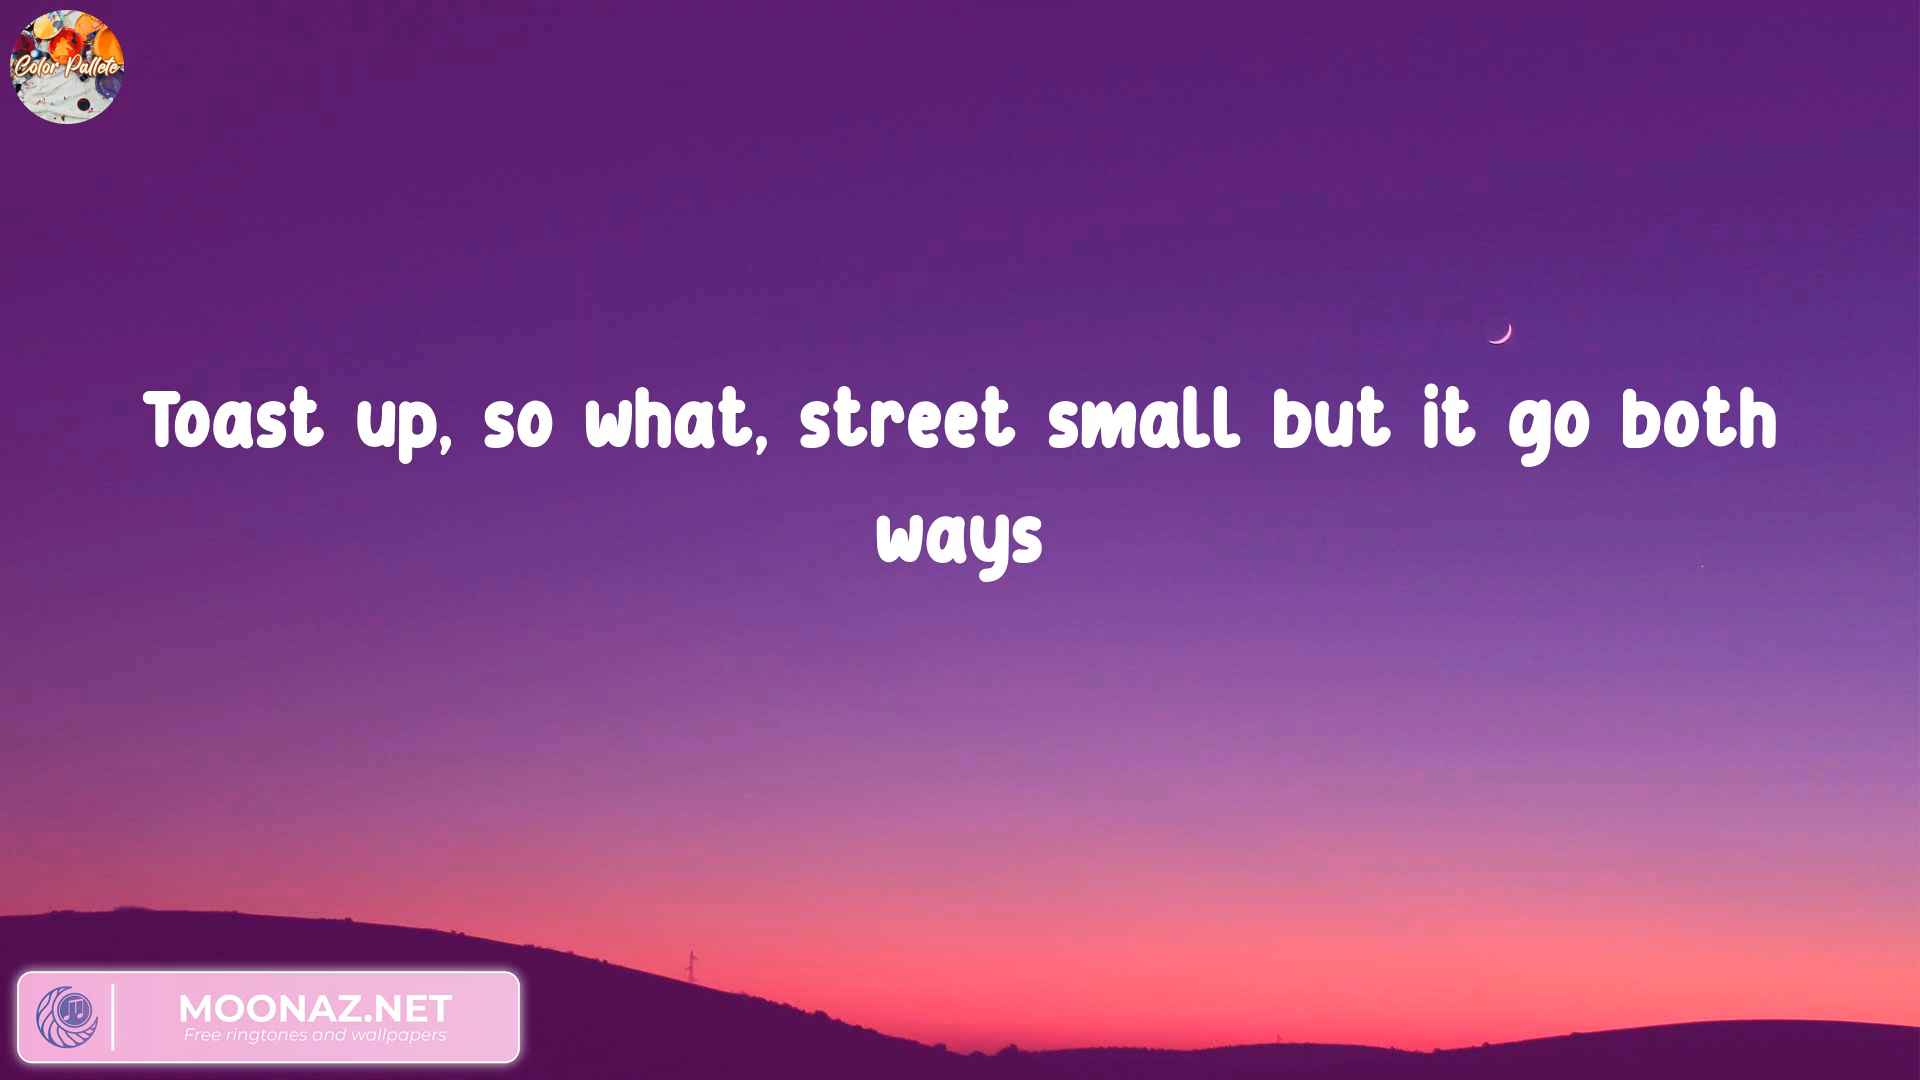 Color Pallete
Toast up, so what, street small but it go both
ways
MOONAZ.NET
Free ringtones and wallpapers